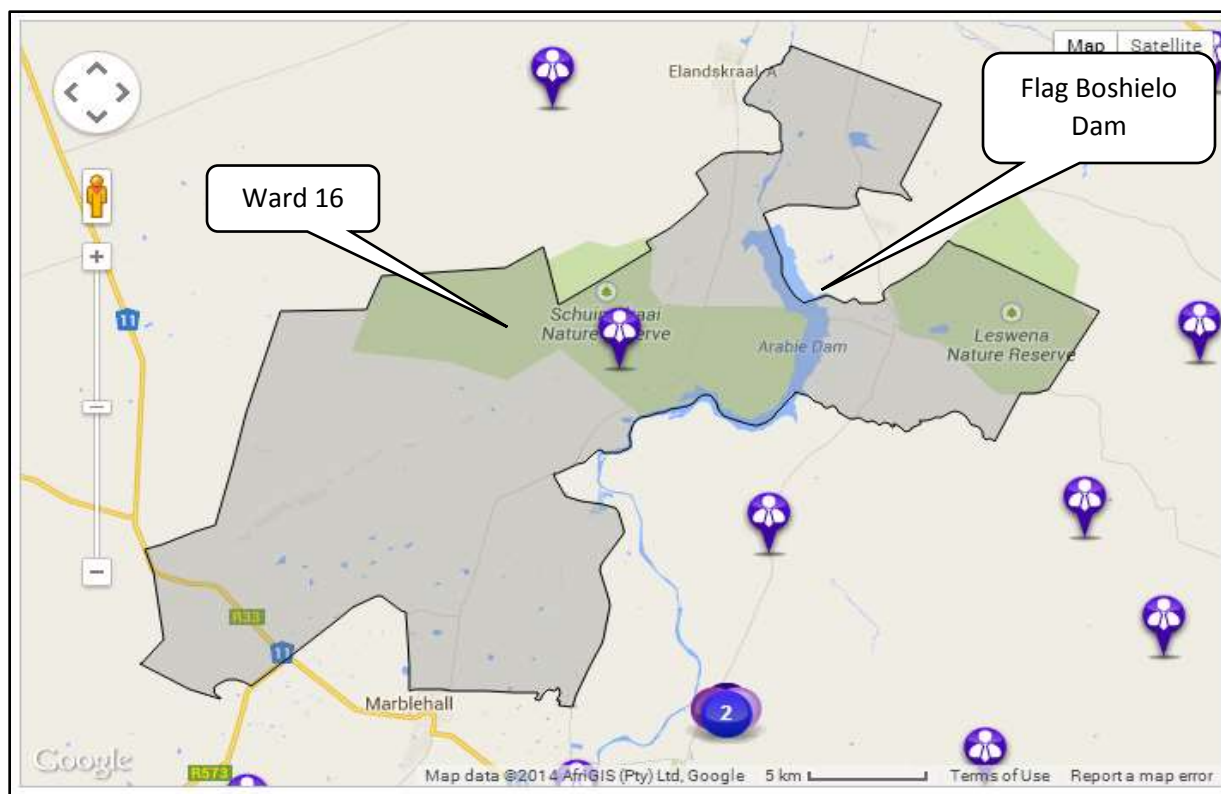 Map Satellite
Elandskraal-A
Flag Boshielo
Dam
Ward 16
11
Nature Reserve
Arabie Dam
Leswena
Nature Reserve
R33
11
Marblehall
2
Google
R573
Map data ©2014 AfriGIS (Pty) Ltd, Google 5 km Terms of Use Report a map error